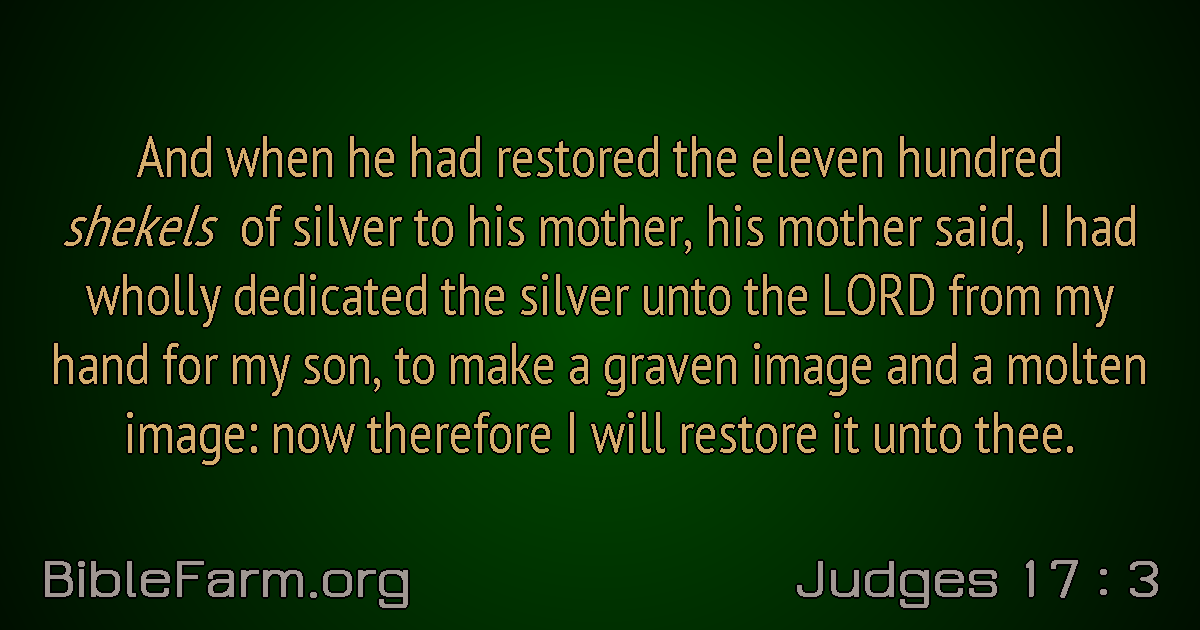 And when he had restored the eleven hundred
shekels of silver to his mother, his mother said, I had
wholly dedicated the silver unto the LORD from my
hand for my son, to make a graven image and a molten
image: now therefore I will restore it unto thee.
BibleFarm.org
Judges 17 : 3